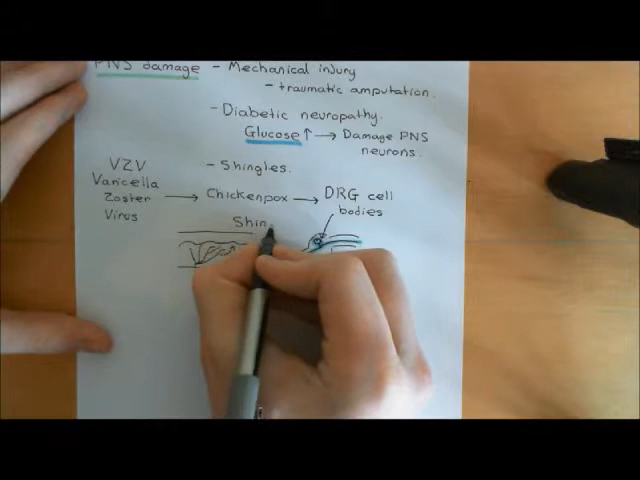 PNS damage - Mechanical injury
- traumatic amputation.
- Diabetic neuropathy.
Glucose ↑ → Damage PNS
neurons.
- Shingles.
VZV
Varicella
Zoster
Virus
→ Chickenpox → DRG cell
bodies
Shin